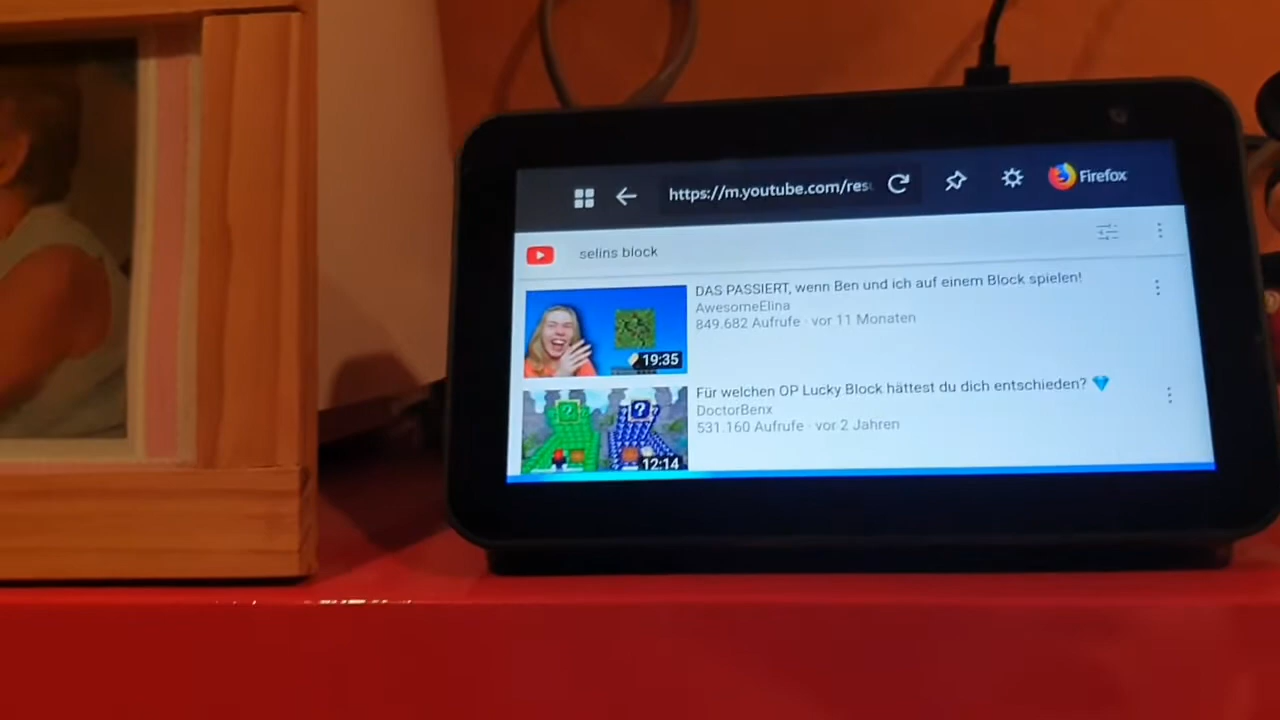 https://m.youtube.com/res
Firefox
selins block
DAS PASSIERT, wenn Ben und ich auf einem Block spielen!
AwesomeElina
849.682 Aufrufe · vor 11 Monaten
19:35
Für welchen OP Lucky Block hättest du dich entschieden? 💎
DoctorBenx
531.160 Aufrufe · vor 2 Jahren
? ?
12:14